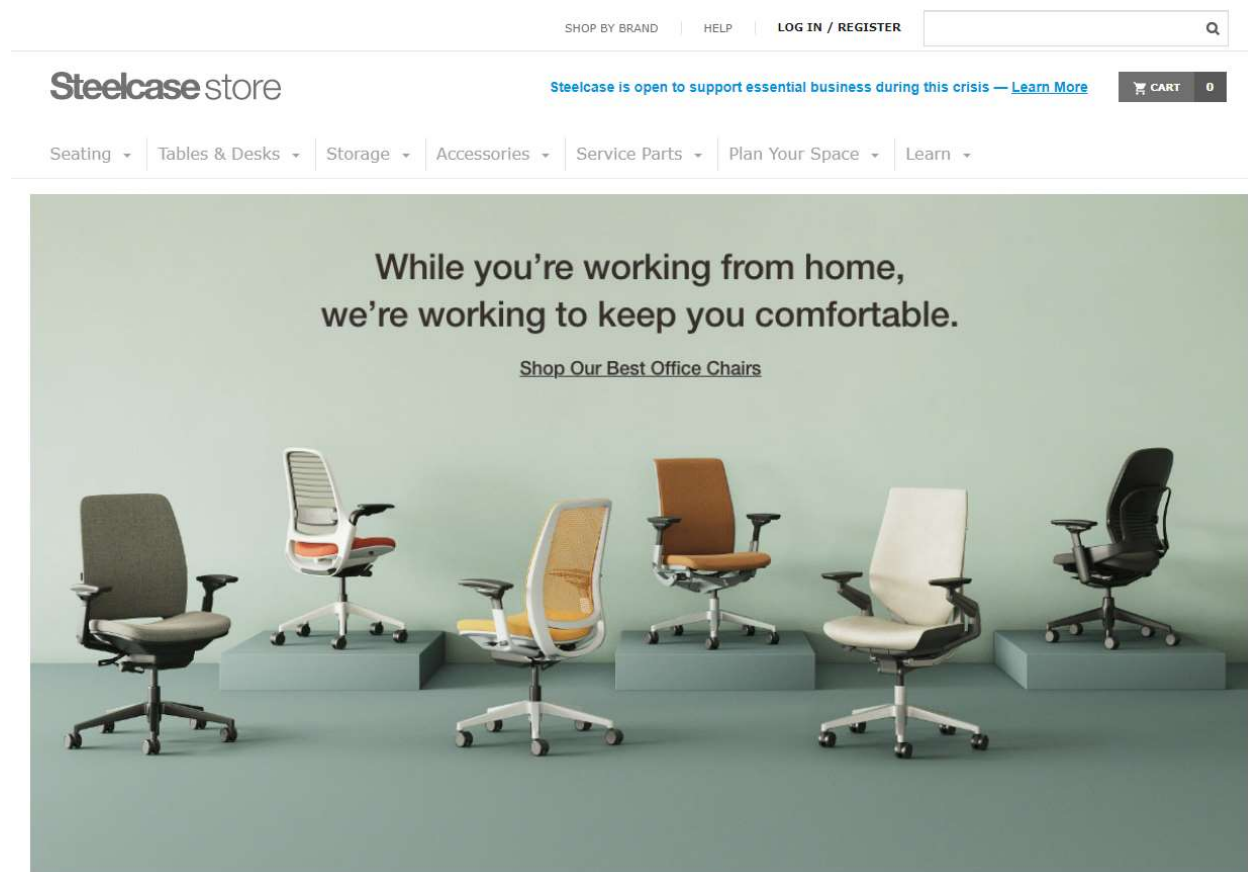 SHOP BY BRAND HELP LOG IN / REGISTER
Steelcase store
Steelcase is open to support essential business during this crisis — Learn More
CART 0
Seating Tables & Desks Storage Accessories Service Parts Plan Your Space Learn
While you're working from home,
we're working to keep you comfortable.
Shop Our Best Office Chairs